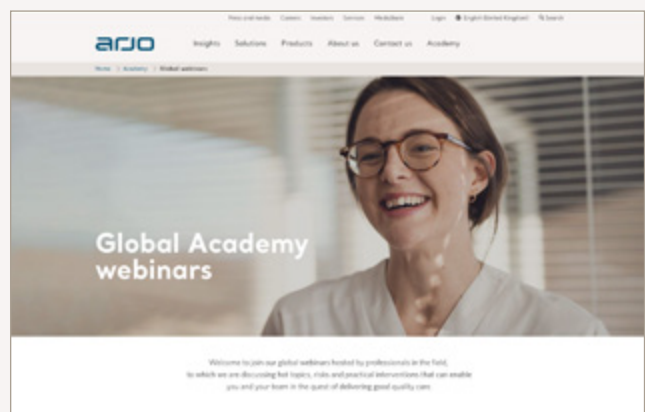 Press and media Careers Investors Services MediaBank Login English (United Kingdom) Search
arjo
Insights Solutions Products About us Contact us Academy
Home / Academy / Global webinars
Global Academy
webinars
Welcome to join our global webinars hosted by professionals in the field,
to which we are discussing hot topics, risks and practical interventions that can enable
you and your team in the quest of delivering good quality care